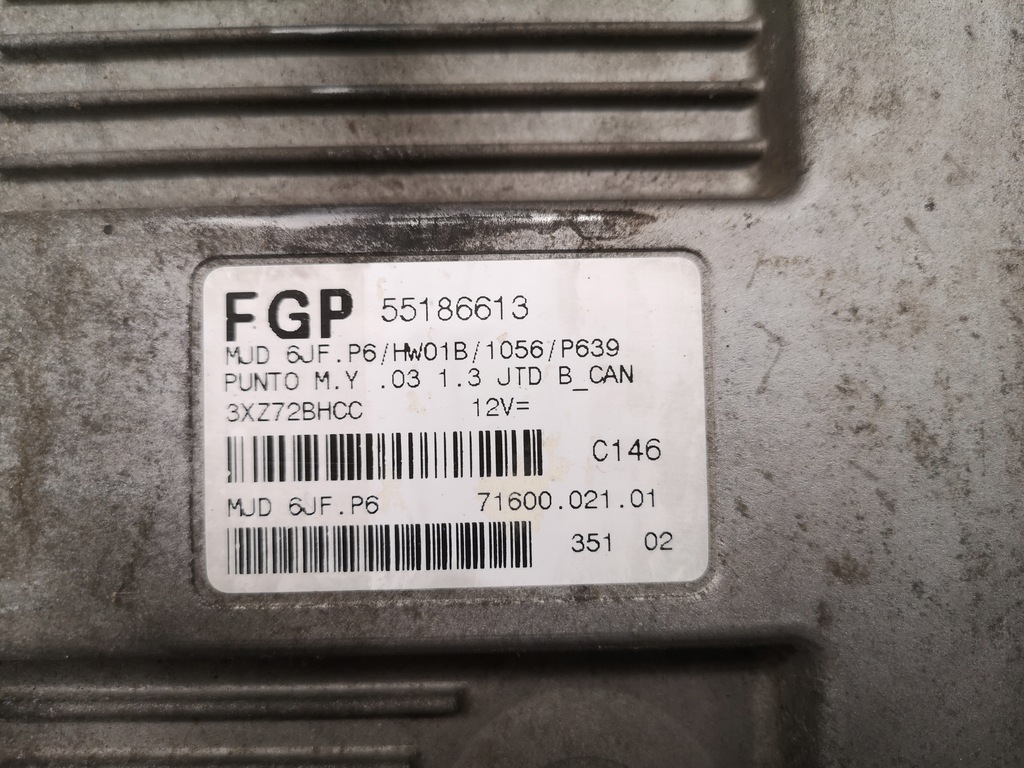 FGP 55186613
MJD 6JF.P6/HW01B/1056/P639
PUNTO M.Y .03 1.3 JTD B_CAN
3XZ72BHCC 12V=
C146
MJD 6JF.P6 71600.021.01
351 02